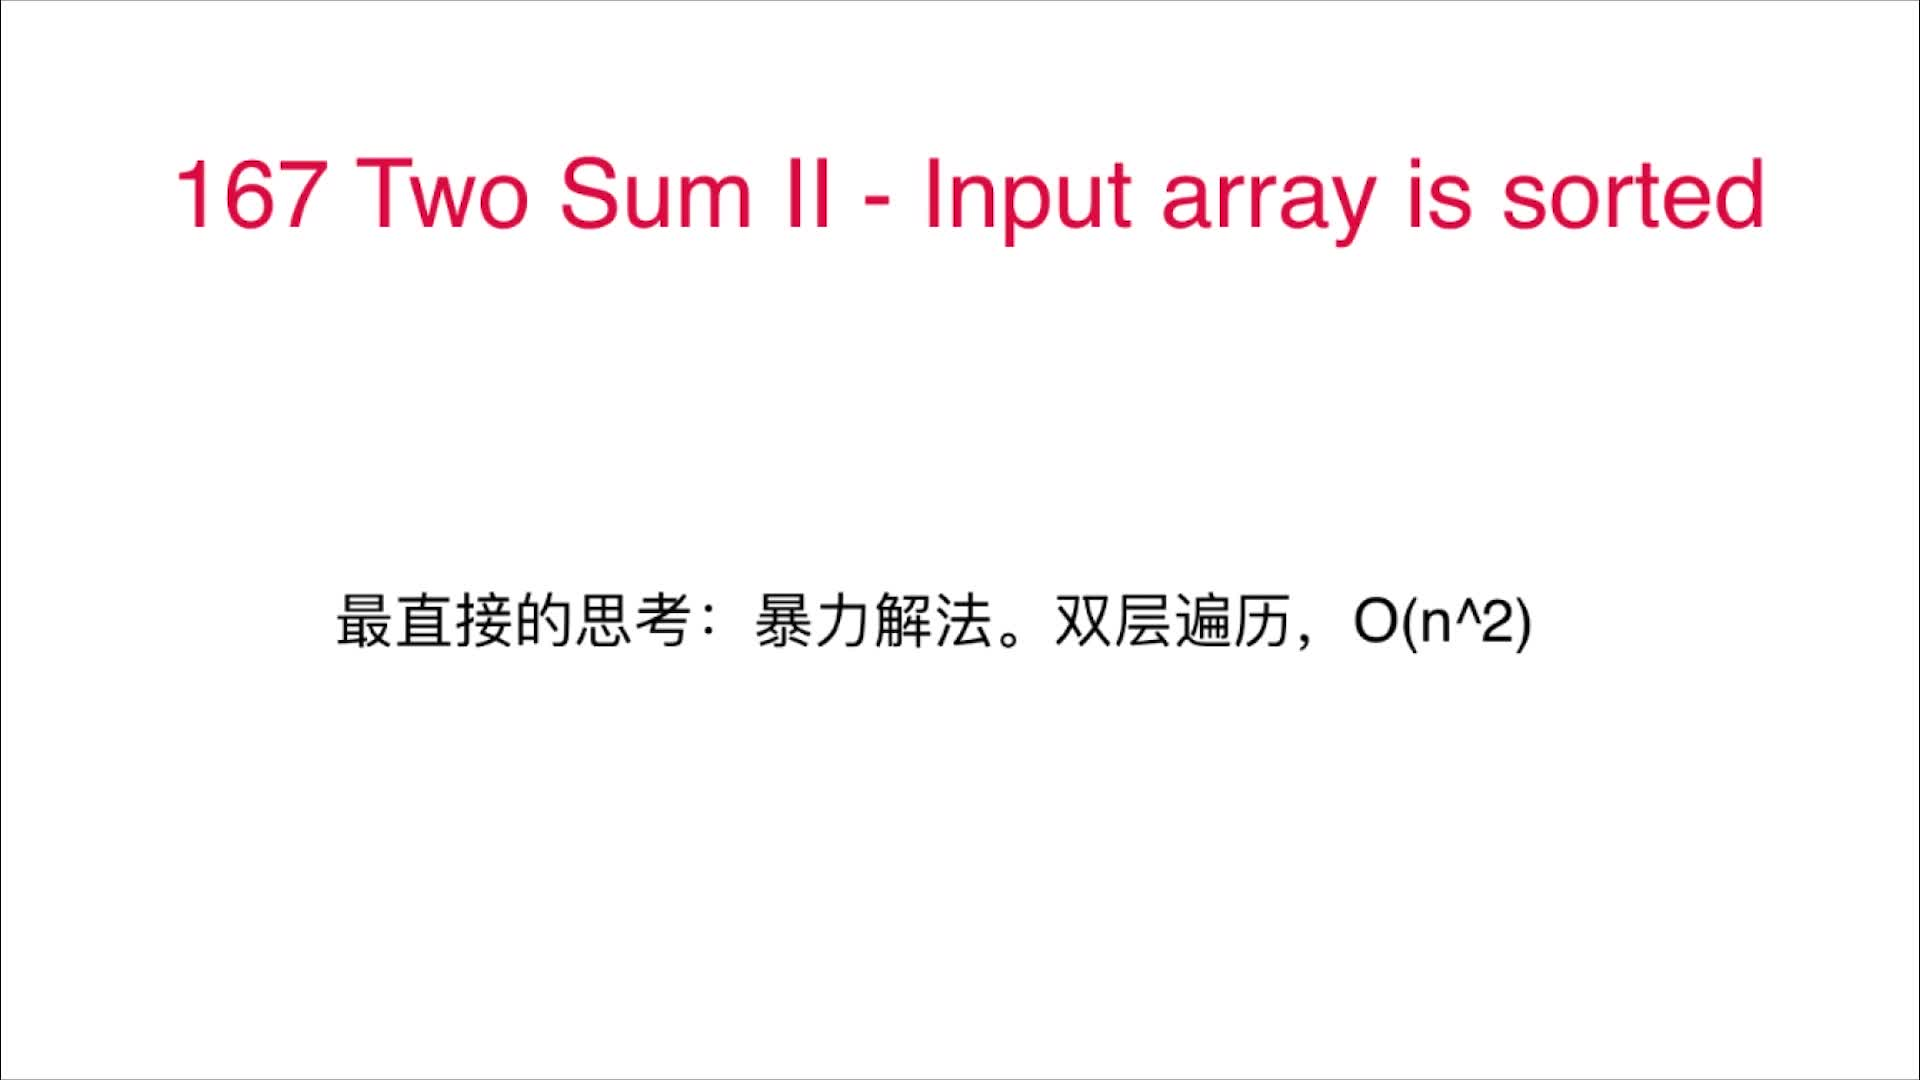 167 Two Sum II - Input array is sorted
最直接的思考：暴力解法。双层遍历，O(n^2)